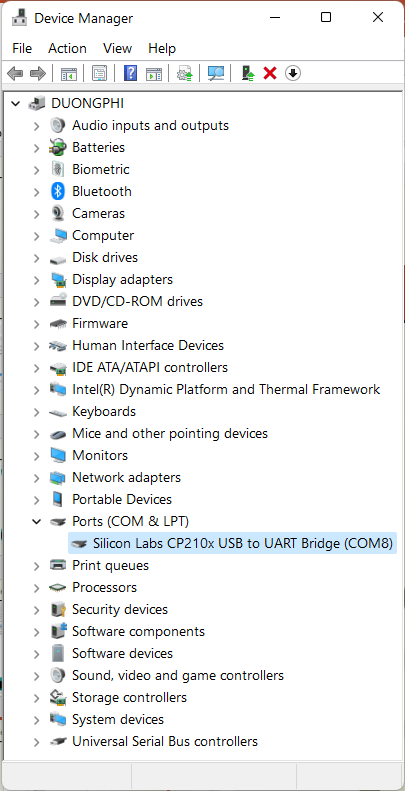 Device Manager
File Action View Help
DUONGPHI
Audio inputs and outputs
Batteries
Biometric
Bluetooth
Cameras
Computer
Disk drives
Display adapters
DVD/CD-ROM drives
Firmware
Human Interface Devices
IDE ATA/ATAPI controllers
Intel(R) Dynamic Platform and Thermal Framework
Keyboards
Mice and other pointing devices
Monitors
Network adapters
Portable Devices
Ports (COM & LPT)
Silicon Labs CP210x USB to UART Bridge (COM8)
Print queues
Processors
Security devices
Software components
Software devices
Sound, video and game controllers
Storage controllers
System devices
Universal Serial Bus controllers